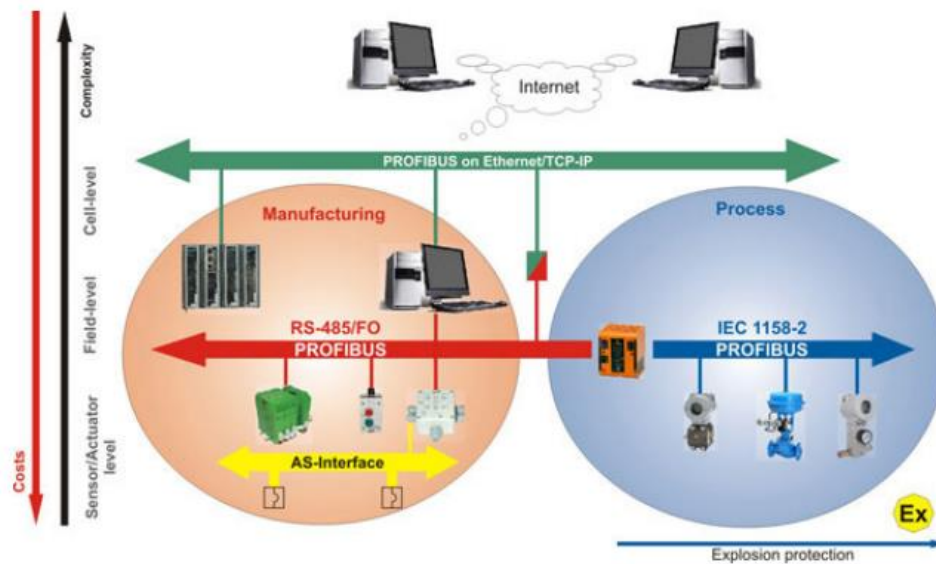 Complexity
Internet
PROFIBUS on Ethernet/TCP-IP
Cell-level
Manufacturing
Process
Field-level
RS-485/FO
PROFIBUS
IEC 1158-2
PROFIBUS
Sensor/Actuator
level
AS-Interface
Costs
Ex
Explosion protection